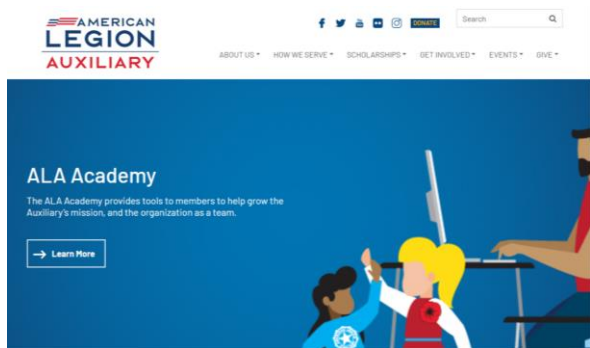 AMERICAN
LEGION
AUXILIARY
DONATE
Search
ABOUT US
HOW WE SERVE
SCHOLARSHIPS
GET INVOLVED
EVENTS
GIVE
ALA Academy
The ALA Academy provides tools to members to help grow the
Auxiliary's mission, and the organization as a team.
→ Learn More